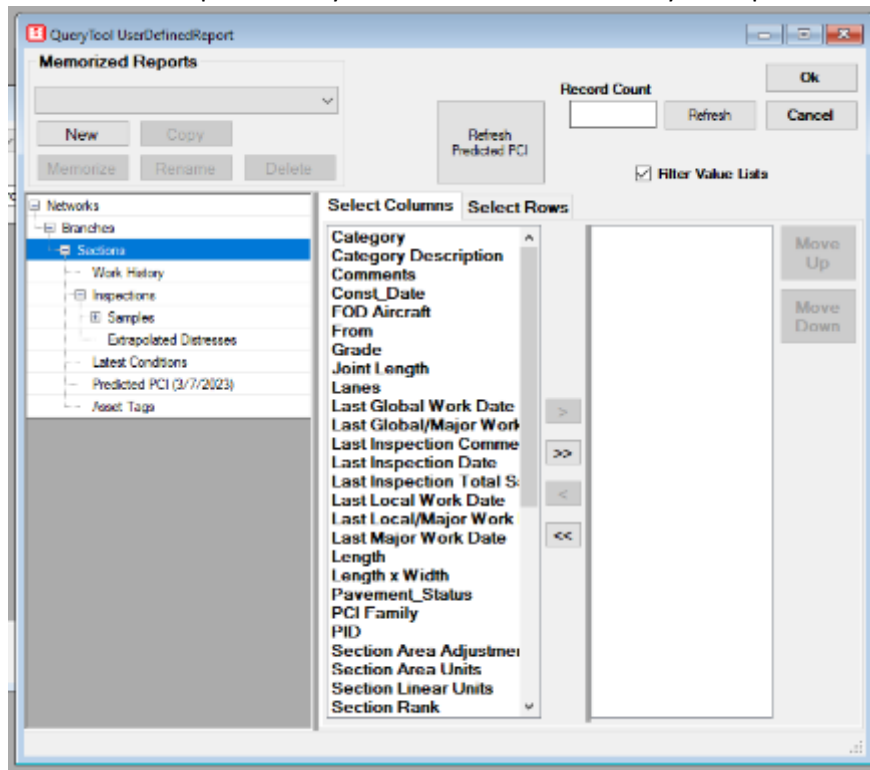 QueryTool UserDefinedReport
Memorized Reports
Ok
Record Count
Refresh
Cancel
New
Copy
Refresh
Predicted PCI
Memorize
Rename
Delete
Filter Value Lists
Networks
Branches
Sections
Work History
Inspections
Samples
Extrapolated Distresses
Latest Conditions
Predicted PCI (3/7/2023)
Asset Tags
Select Columns
Select Rows
Category
Category Description
Comments
Const_Date
FOD Aircraft
From
Grade
Joint Length
Lanes
Last Global Work Date
Last Global/Major Work
Last Inspection Comme
Last Inspection Date
Last Inspection Total S
Last Local Work Date
Last Local/Major Work
Last Major Work Date
Length
Length x Width
Pavement_Status
PCI Family
PID
Section Area Adjustme
Section Area Units
Section Linear Units
Section Rank
>
>>
<
<<
Move
Up
Move
Down